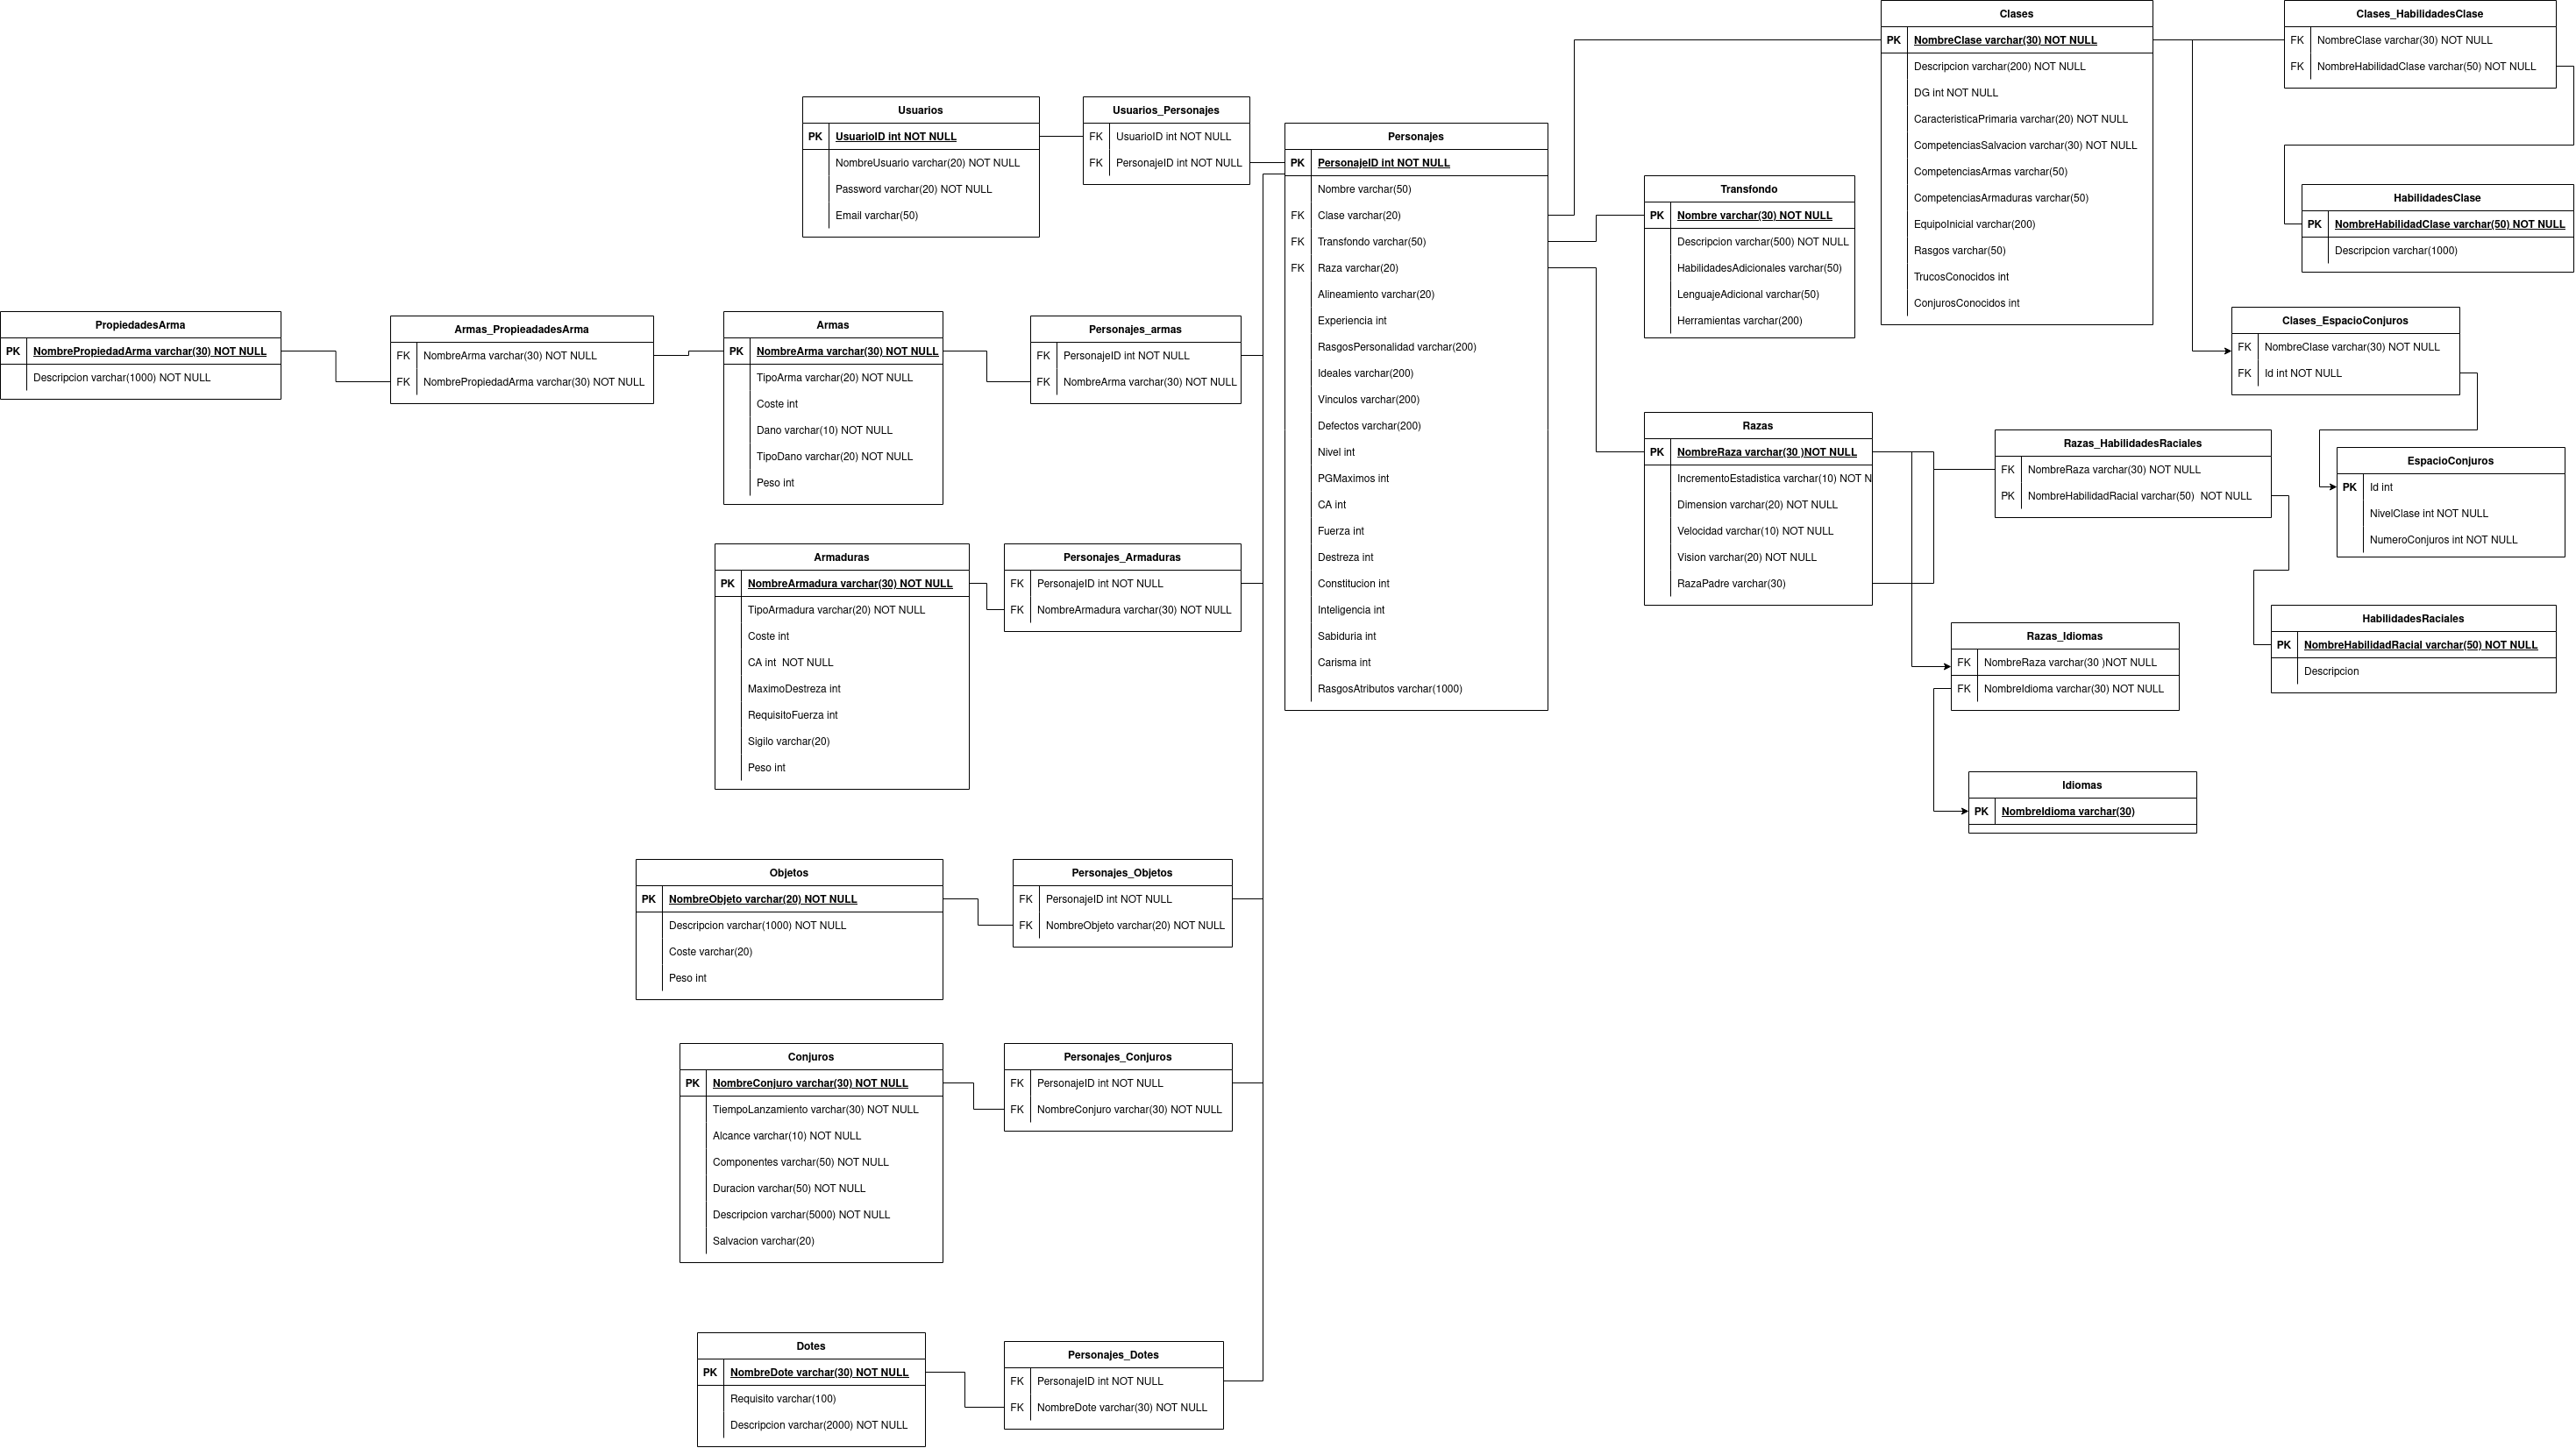 Clases
PK NombreClase varchar(30) NOT NULL
Descripcion varchar(200) NOT NULL
DG int NOT NULL
CaracteristicaPrimaria varchar(20) NOT NULL
CompetenciasSalvacion varchar(30) NOT NULL
CompetenciasArmas varchar(50)
CompetenciasArmaduras varchar(50)
EquipoInicial varchar(200)
Rasgos varchar(50)
TrucosConocidos int
ConjurosConocidos int
Clases_HabilidadesClase
FK NombreClase varchar(30) NOT NULL
FK NombreHabilidadClase varchar(50) NOT NULL
Usuarios
PK UsuarioID int NOT NULL
NombreUsuario varchar(20) NOT NULL
Password varchar(20) NOT NULL
Email varchar(50)
Usuarios_Personajes
FK UsuarioID int NOT NULL
FK PersonajeID int NOT NULL
Personajes
PK PersonajeID int NOT NULL
Nombre varchar(50)
FK Clase varchar(20)
FK Transfondo varchar(50)
FK Raza varchar(20)
Alineamiento varchar(20)
Experiencia int
RasgosPersonalidad varchar(200)
Ideales varchar(200)
Vinculos varchar(200)
Defectos varchar(200)
Nivel int
PGMaximos int
CA int
Fuerza int
Destreza int
Constitucion int
Inteligencia int
Sabiduria int
Carisma int
RasgosAtributos varchar(1000)
Transfondo
PK Nombre varchar(30) NOT NULL
Descripcion varchar(500) NOT NULL
HabilidadesAdicionales varchar(50)
LenguajeAdicional varchar(50)
Herramientas varchar(200)
HabilidadesClase
PK NombreHabilidadClase varchar(50) NOT NULL
Descripcion varchar(1000)
Clases_EspacioConjuros
FK NombreClase varchar(30) NOT NULL
FK Id int NOT NULL
PropiedadesArma
PK NombrePropiedadArma varchar(30) NOT NULL
Descripcion varchar(1000) NOT NULL
Armas_PropieadadesArma
FK NombreArma varchar(30) NOT NULL
FK NombrePropiedadArma varchar(30) NOT NULL
Armas
PK NombreArma varchar(30) NOT NULL
TipoArma varchar(20) NOT NULL
Coste int
Dano varchar(10) NOT NULL
TipoDano varchar(20) NOT NULL
Peso int
Personajes_armas
FK PersonajeID int NOT NULL
FK NombreArma varchar(30) NOT NULL
Razas
PK NombreRaza varchar(30 )NOT NULL
IncrementoEstadistica varchar(10) NOT N
Dimension varchar(20) NOT NULL
Velocidad varchar(10) NOT NULL
Vision varchar(20) NOT NULL
RazaPadre varchar(30)
Razas_HabilidadesRaciales
FK NombreRaza varchar(30) NOT NULL
PK NombreHabilidadRacial varchar(50)  NOT NULL
EspacioConjuros
PK Id int
NivelClase int NOT NULL
NumeroConjuros int NOT NULL
Armaduras
PK NombreArmadura varchar(30) NOT NULL
TipoArmadura varchar(20) NOT NULL
Coste int
CA int  NOT NULL
MaximoDestreza int
RequisitoFuerza int
Sigilo varchar(20)
Peso int
Personajes_Armaduras
FK PersonajeID int NOT NULL
FK NombreArmadura varchar(30) NOT NULL
HabilidadesRaciales
PK NombreHabilidadRacial varchar(50) NOT NULL
Descripcion
Razas_Idiomas
FK NombreRaza varchar(30 )NOT NULL
FK NombreIdioma varchar(30) NOT NULL
Idiomas
PK NombreIdioma varchar(30)
Objetos
PK NombreObjeto varchar(20) NOT NULL
Descripcion varchar(1000) NOT NULL
Coste varchar(20)
Peso int
Personajes_Objetos
FK PersonajeID int NOT NULL
FK NombreObjeto varchar(20) NOT NULL
Conjuros
PK NombreConjuro varchar(30) NOT NULL
TiempoLanzamiento varchar(30) NOT NULL
Alcance varchar(10) NOT NULL
Componentes varchar(50) NOT NULL
Duracion varchar(50) NOT NULL
Descripcion varchar(5000) NOT NULL
Salvacion varchar(20)
Personajes_Conjuros
FK PersonajeID int NOT NULL
FK NombreConjuro varchar(30) NOT NULL
Dotes
PK NombreDote varchar(30) NOT NULL
Requisito varchar(100)
Descripcion varchar(2000) NOT NULL
Personajes_Dotes
FK PersonajeID int NOT NULL
FK NombreDote varchar(30) NOT NULL